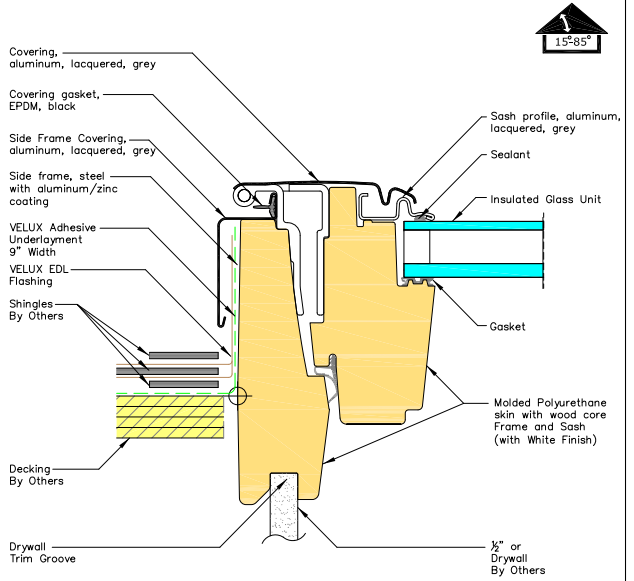 15°-85°
Covering,
aluminum, lacquered, grey
Covering gasket,
EPDM, black
Side Frame Covering,
aluminum, lacquered, grey
Side frame, steel
with aluminum/zinc
coating
VELUX Adhesive
Underlayment
9" Width
VELUX EDL
Flashing
Shingles
By Others
Decking
By Others
Drywall
Trim Groove
Sash profile, aluminum,
lacquered, grey
Sealant
Insulated Glass Unit
Gasket
Molded Polyurethane
skin with wood core
Frame and Sash
(with White Finish)
½" or
Drywall
By Others